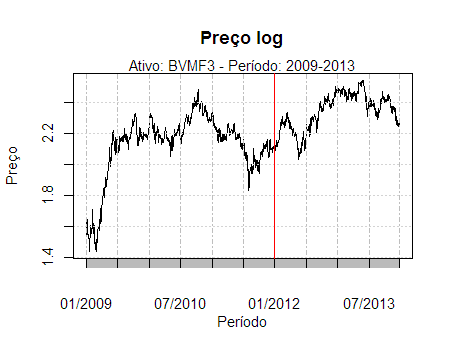 Preço log
Ativo: BVMF3 - Período: 2009-2013
Preço
2.2
1.8
1.4
01/2009 07/2010 01/2012 07/2013
Período